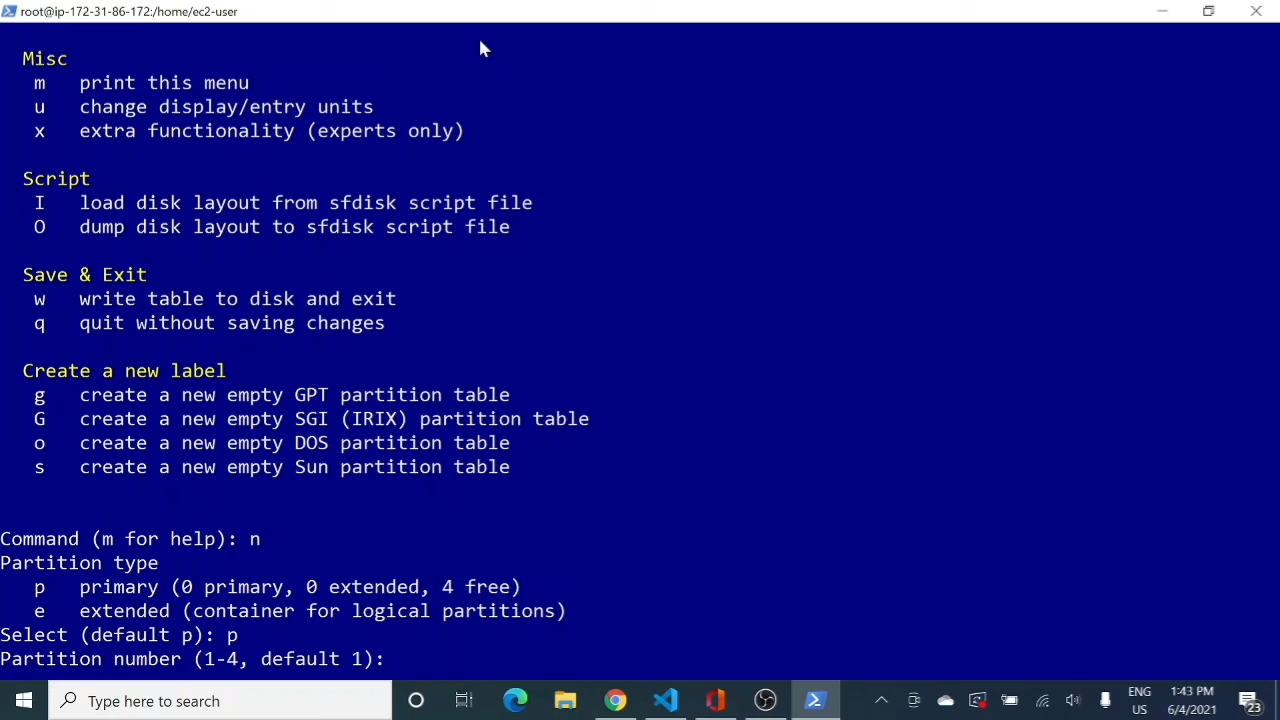 root@ip-172-31-86-172:/home/ec2-user
Misc
m print this menu
u change display/entry units
x extra functionality (experts only)
Script
I load disk layout from sfdisk script file
O dump disk layout to sfdisk script file
Save & Exit
w write table to disk and exit
q quit without saving changes
Create a new label
g create a new empty GPT partition table
G create a new empty SGI (IRIX) partition table
o create a new empty DOS partition table
s create a new empty Sun partition table
Command (m for help): n
Partition type
p primary (0 primary, 0 extended, 4 free)
e extended (container for logical partitions)
Select (default p): p
Partition number (1-4, default 1):
Type here to search
ENG
US
1:43 PM
6/4/2021
23